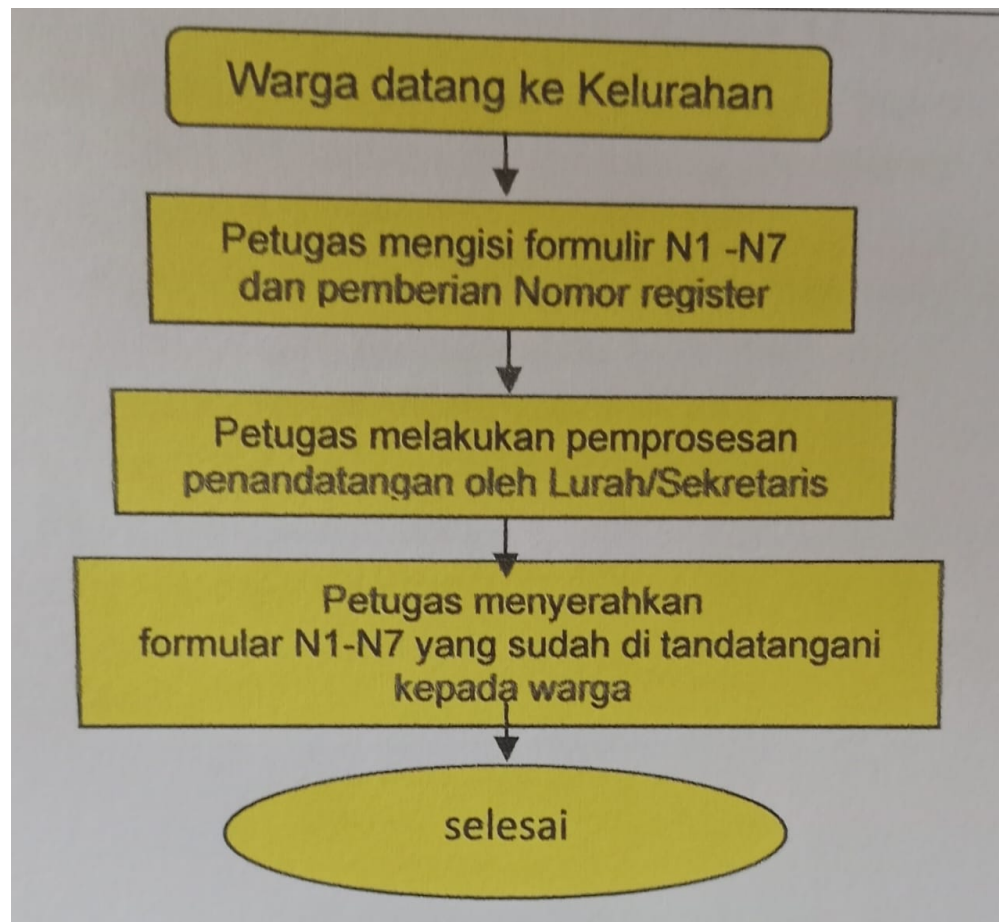 Warga datang ke Kelurahan
Petugas mengisi formulir N1 -N7
dan pemberian Nomor register
Petugas melakukan pemprosesan
penandatangan oleh Lurah/Sekretaris
Petugas menyerahkan
formular N1-N7 yang sudah di tandatangani
kepada warga
selesai